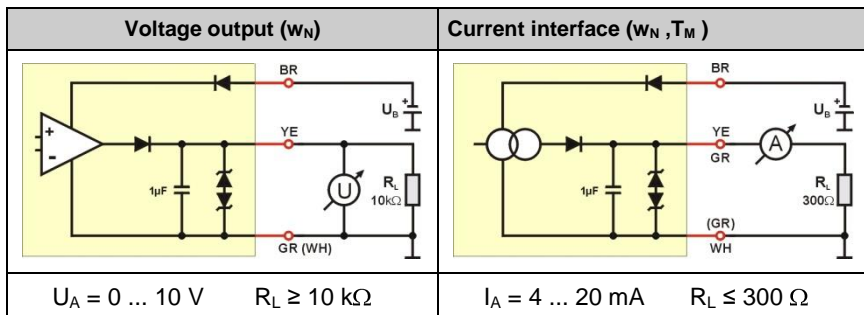 Voltage output (wN)
Current interface (wN ,TM )
BR
UB
+
YE
+
-
1µF
U
RL
10kΩ
GR (WH)
BR
UB
+
YE
GR
A
1µF
RL
300Ω
(GR)
WH
UA = 0 ... 10 V RL ≥ 10 kΩ
IA = 4 ... 20 mA RL ≤ 300 Ω